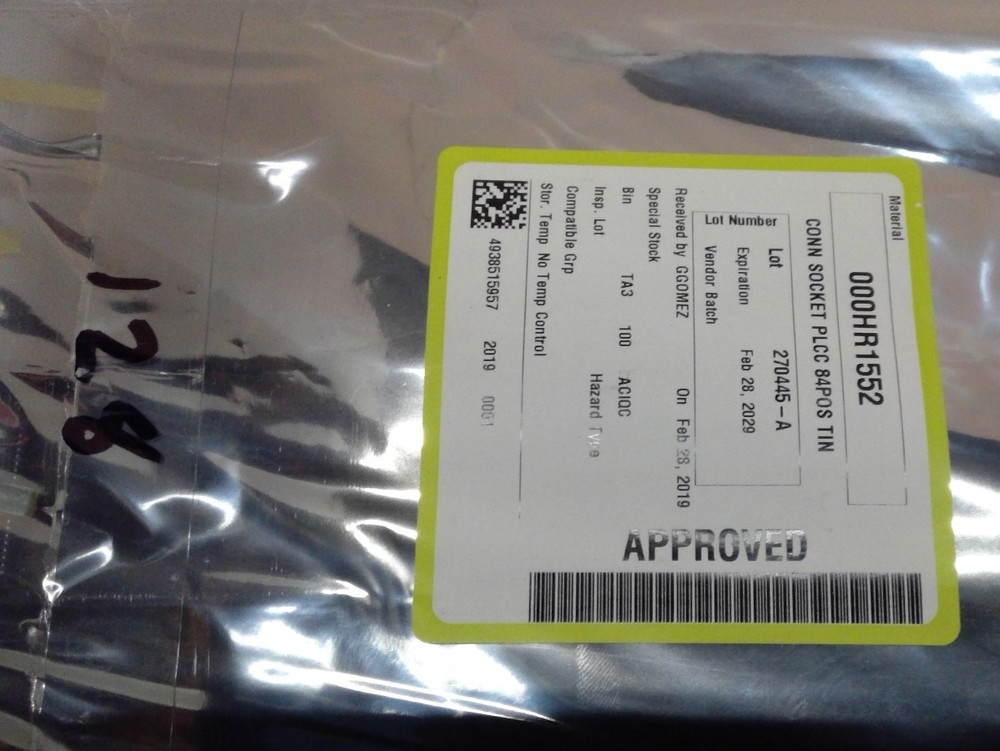 Material
000HR1552
CONN SOCKET PLCC 84POS TIN
Lot Number
Lot 270445-A
Expiration Feb 28, 2029
Vendor Batch
Received by GGOMEZ On Feb 28, 2019
Special Stock
Bin TA3 100 ACIQC
Insp. Lot Hazard Type
Compatible Grp
Stor. Temp No Temp Control
4938515957 2019 0001
APPROVED
128